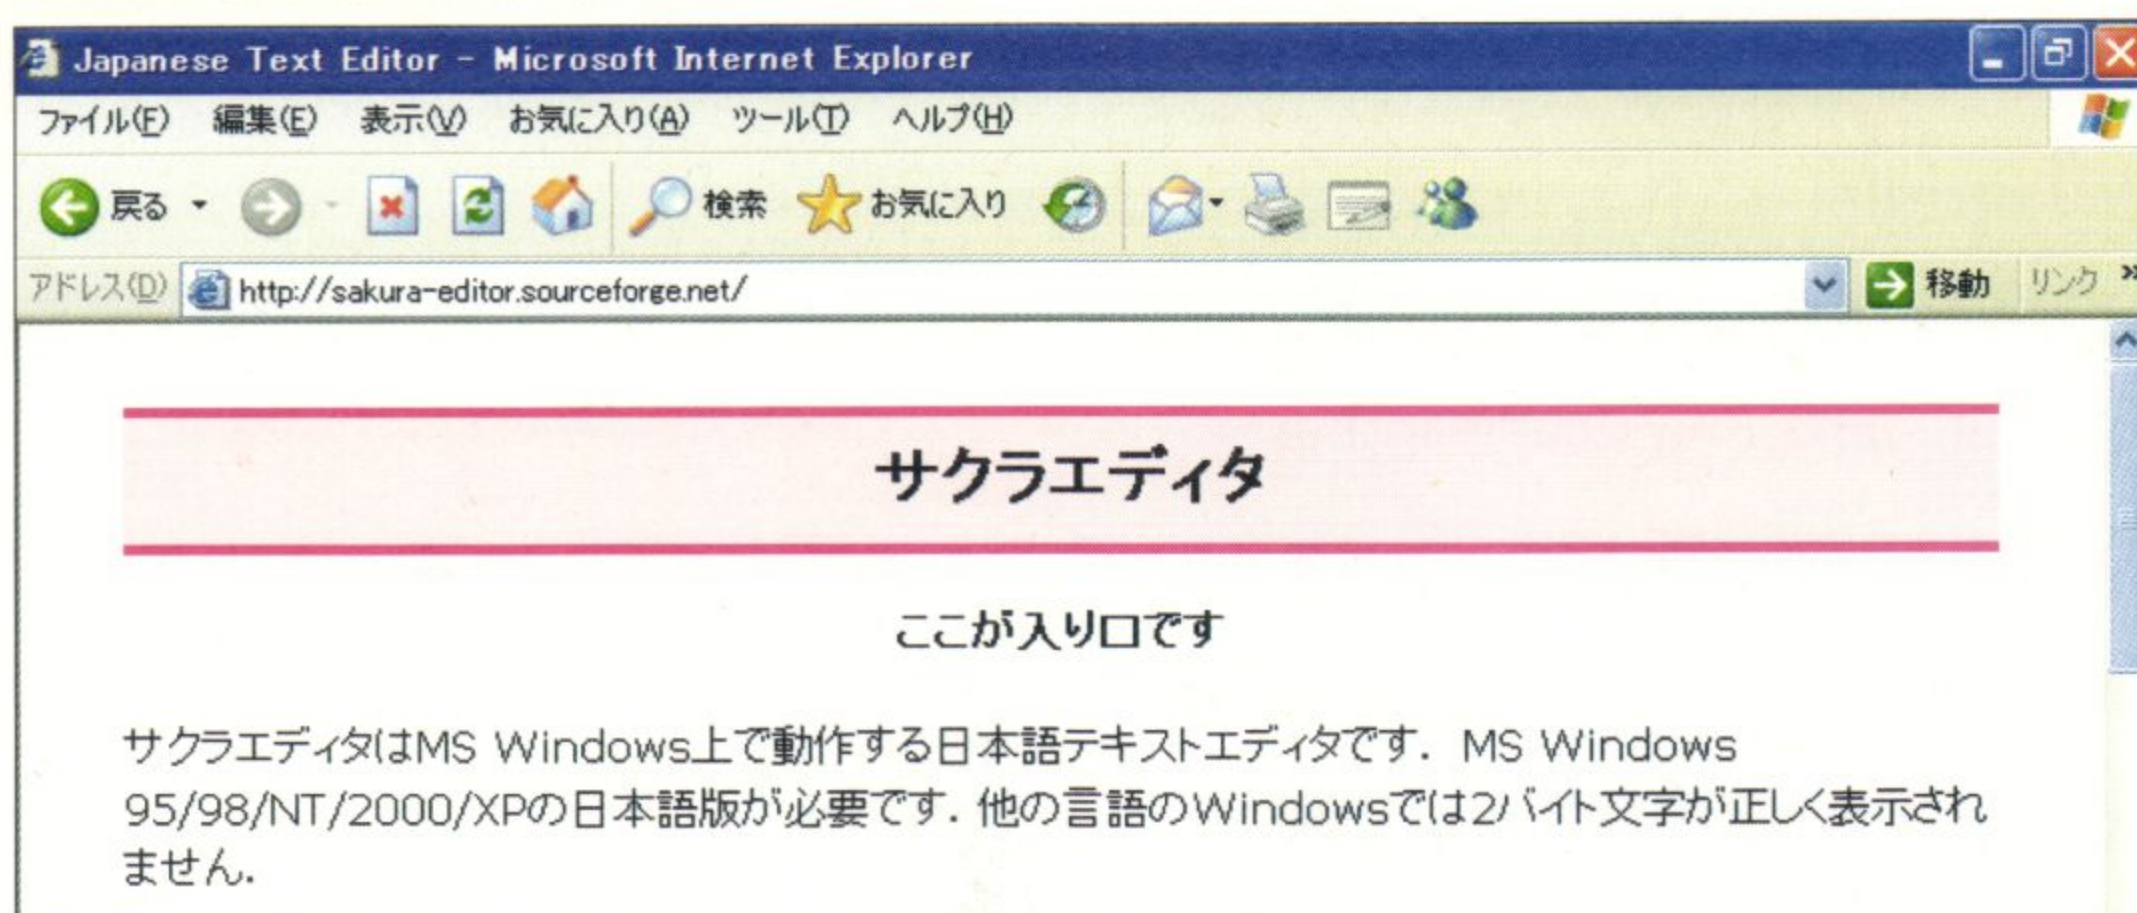 Japanese Text Editor - Microsoft Internet Explorer
ファイル(F) 編集(E) 表示(V) お気に入り(A) ツール(T) ヘルプ(H)
戻る 検索 お気に入り
アドレス(D) http://sakura-editor.sourceforge.net/ 移動 リンク »
サクラエディタ
ここが入り口です
サクラエディタはMS Windows上で動作する日本語テキストエディタです．MS Windows
95/98/NT/2000/XPの日本語版が必要です．他の言語のWindowsでは2バイト文字が正しく表示され
ません．